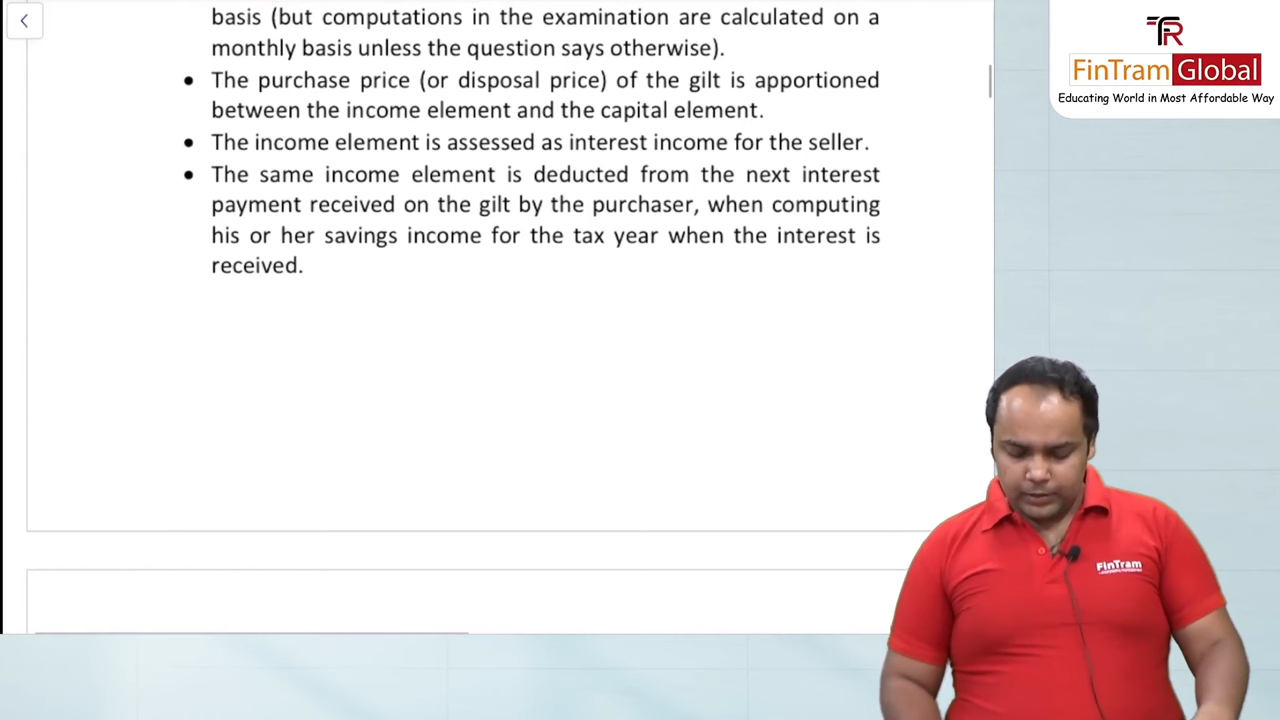 basis (but computations in the examination are calculated on a
monthly basis unless the question says otherwise).
• The purchase price (or disposal price) of the gilt is apportioned
between the income element and the capital element.
• The income element is assessed as interest income for the seller.
• The same income element is deducted from the next interest
payment received on the gilt by the purchaser, when computing
his or her savings income for the tax year when the interest is
received.
TR
FinTram Global
Educating World in Most Affordable Way
FinTram